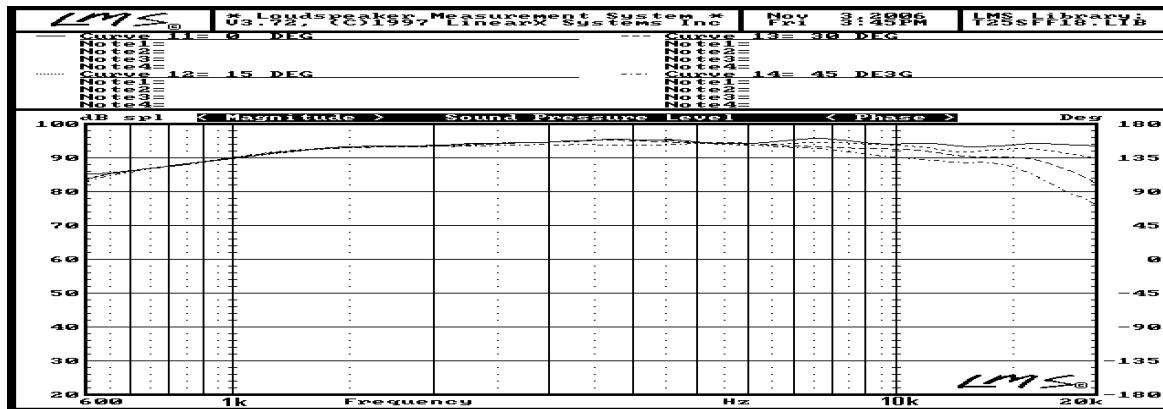 LMS ®
* Loudspeaker Measurement System *
V3.72, (C)1997 LinearX Systems Inc
Nov 3,2006
Fri 3:45PM
LMS Library:
T25SFF18.LIB
Curve 11= 0 DEG
Note1=
Note2=
Note3=
Note4=
Curve 12= 15 DEG
Note1=
Note2=
Note3=
Note4=
Curve 13= 30 DEG
Note1=
Note2=
Note3=
Note4=
Curve 14= 45 DE3G
Note1=
Note2=
Note3=
Note4=
dB spl < Magnitude > Sound Pressure Level < Phase > Deg
100 180
90 135
80 90
70 45
60 0
50 -45
40 -90
30 -135
LMS ®
20 -180
600 1k Frequency Hz 10k 20k